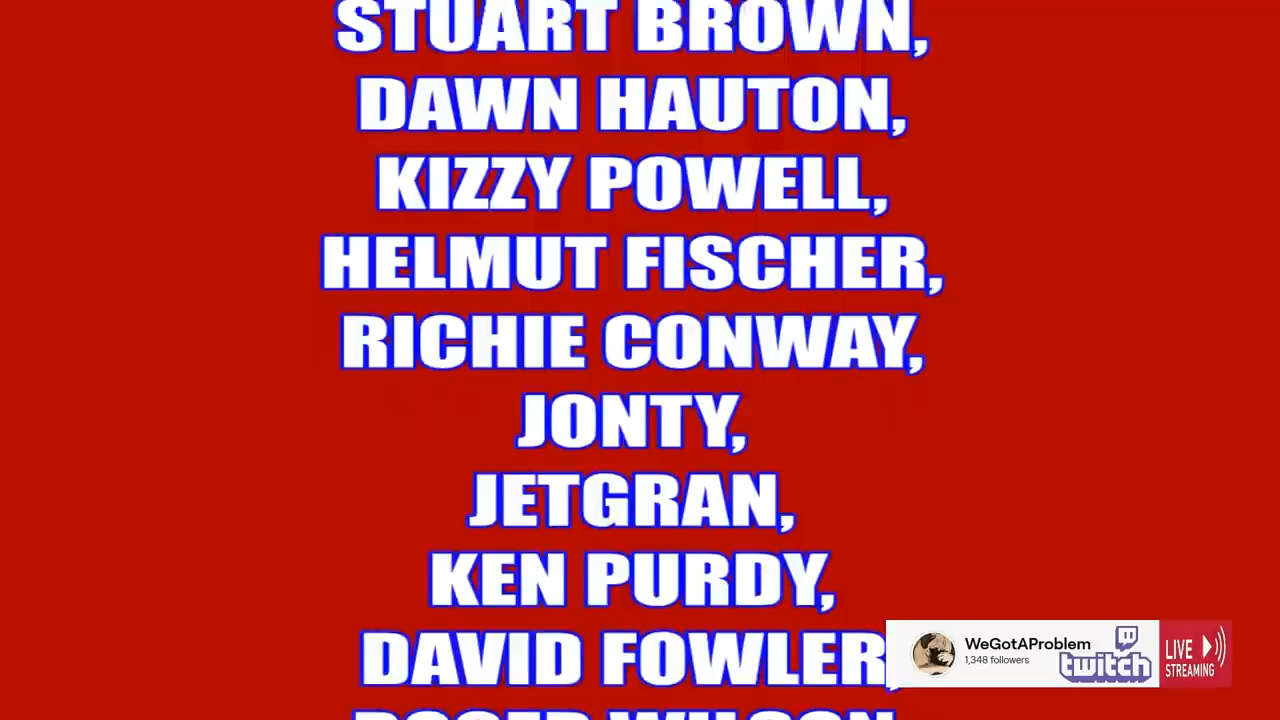 STUART BROWN,
DAWN HAUTON,
KIZZY POWELL,
HELMUT FISCHER,
RICHIE CONWAY,
JONTY,
JETGRAN,
KEN PURDY,
DAVID FOWLER,
WeGotAProblem
1,348 followers
twitch
LIVE
STREAMING